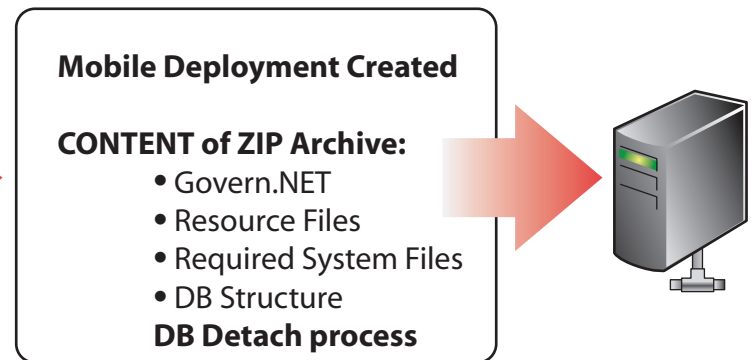 Mobile Deployment Created
CONTENT of ZIP Archive:
• Govern.NET
• Resource Files
• Required System Files
• DB Structure
DB Detach process